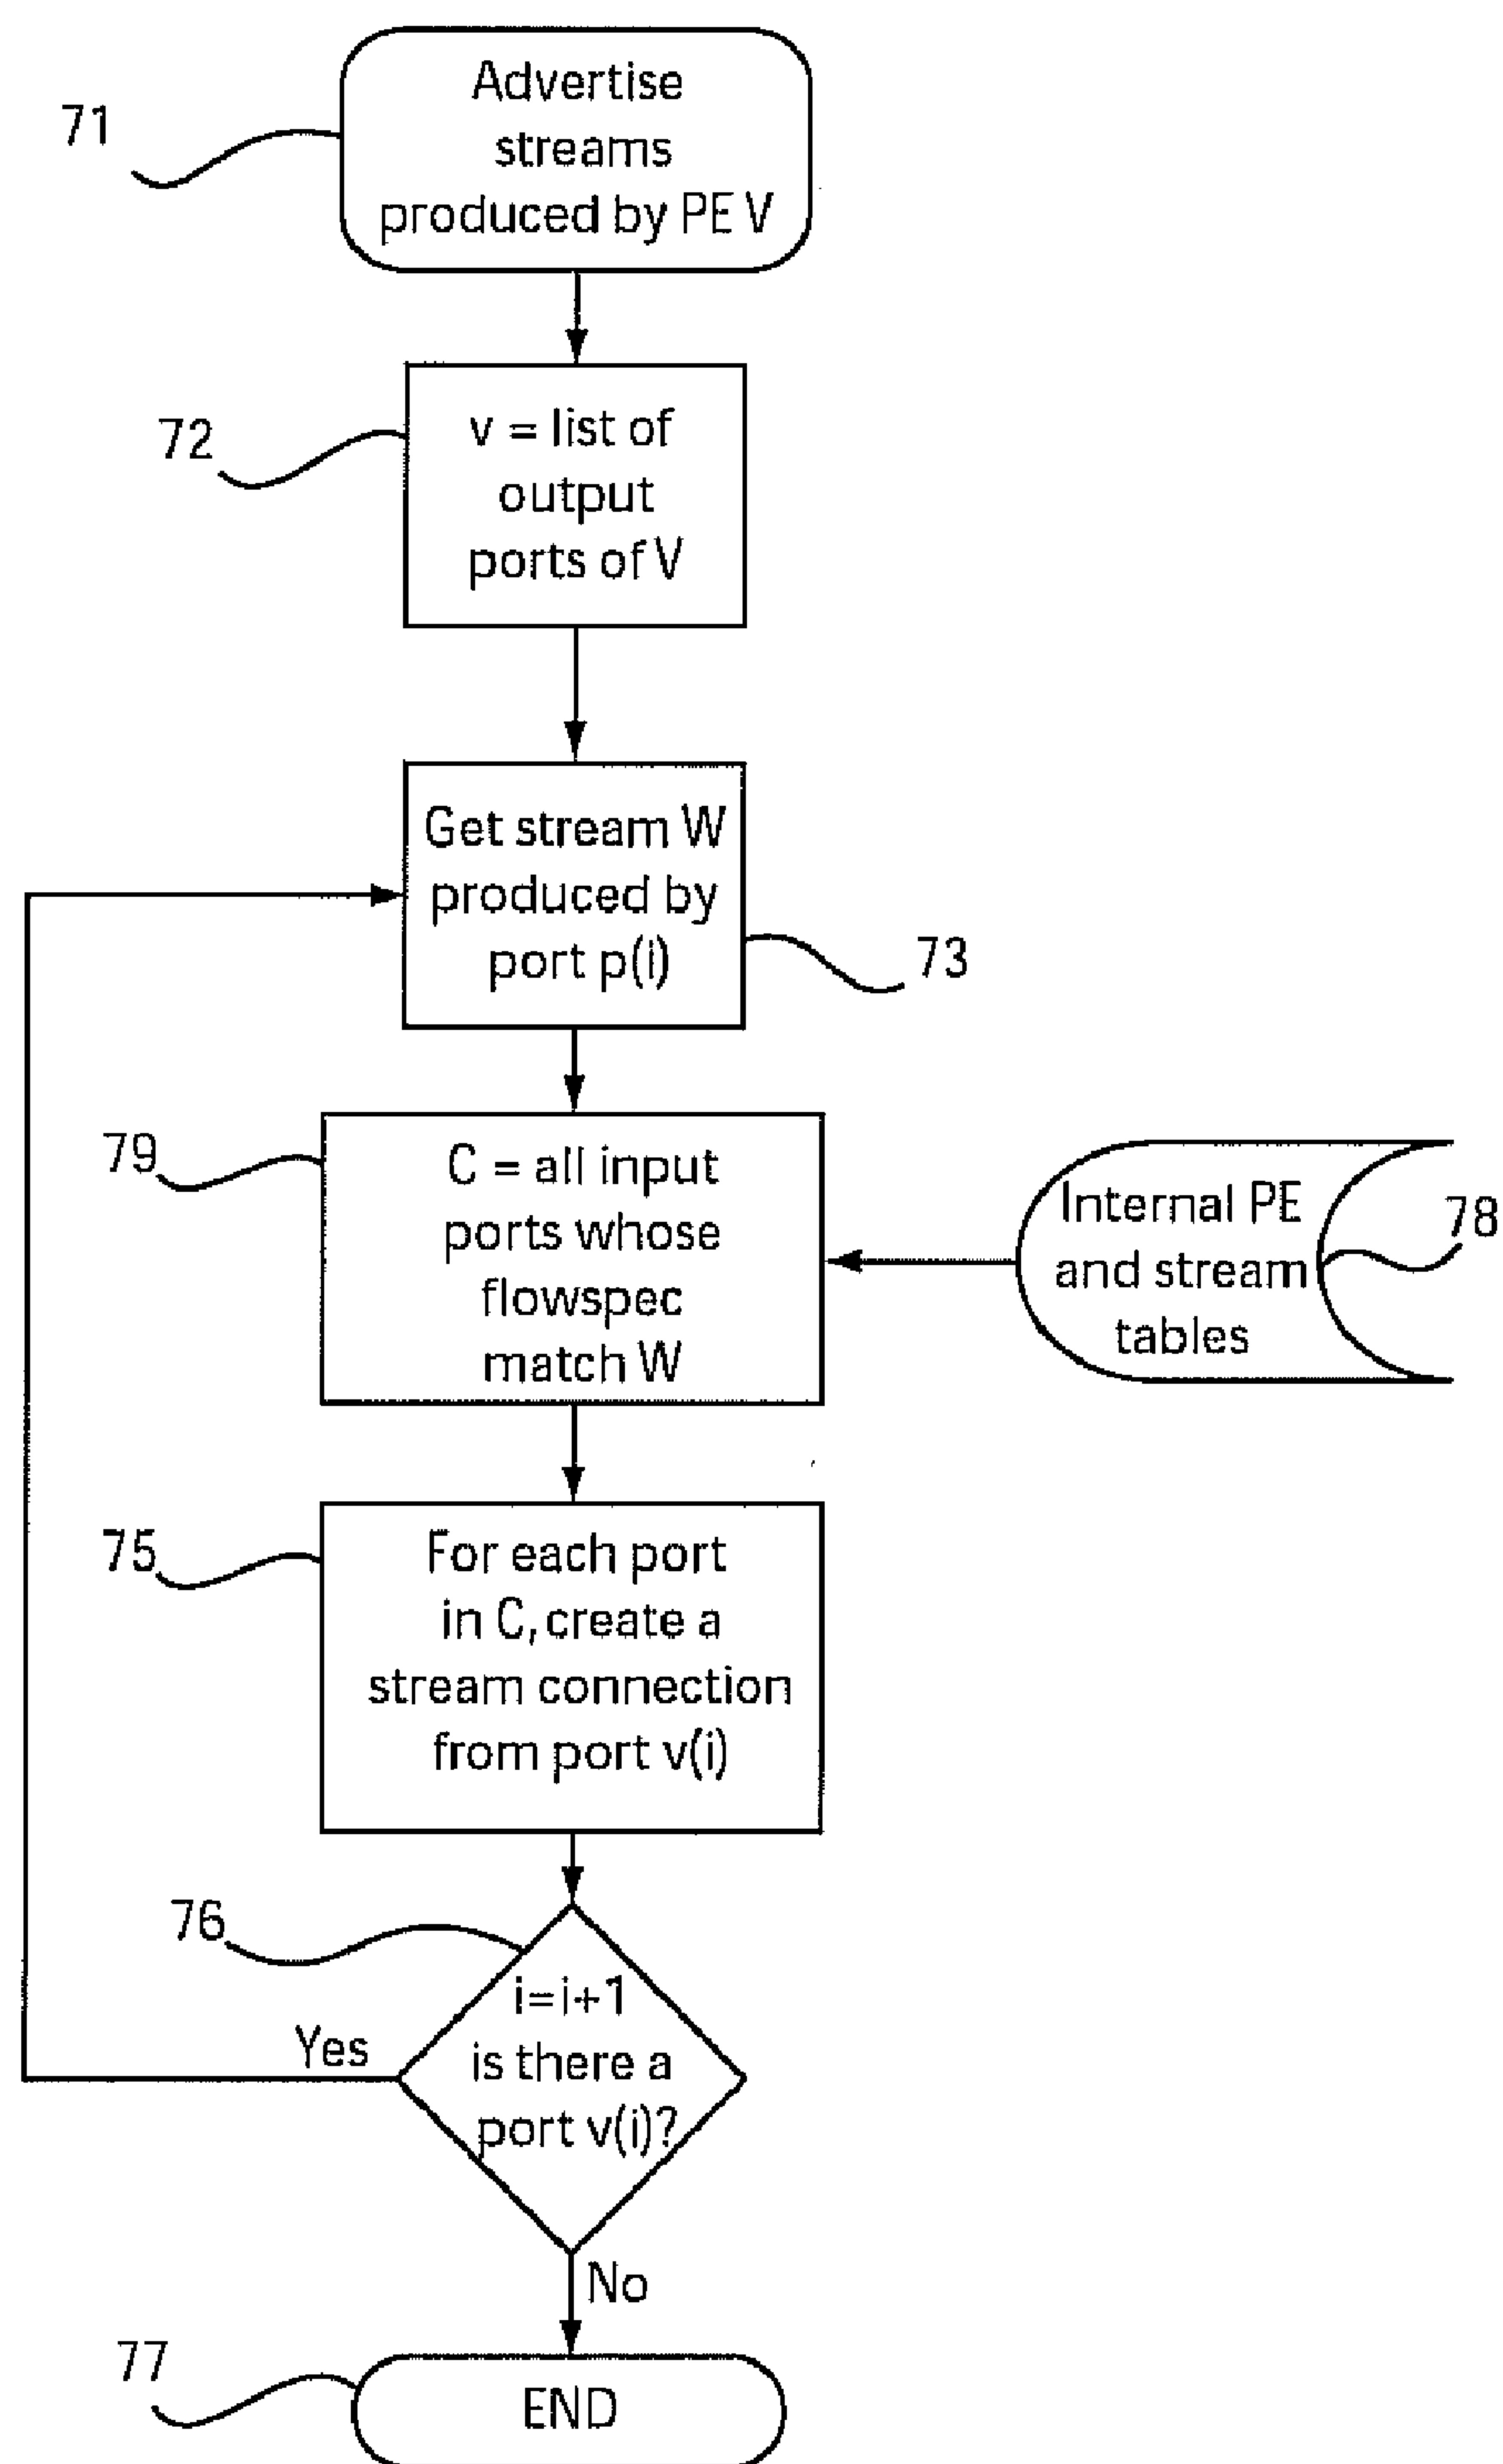 71
Advertise
streams
produced by PE V
72
v = list of
output
ports of V
Get stream W
produced by
port p(i)
73
79
C = all input
ports whose
flowspec
match W
Internal PE
and stream
tables
78
75
For each port
in C, create a
stream connection
from port v(i)
76
i=i+1
is there a
port v(i)?
Yes
No
77
END